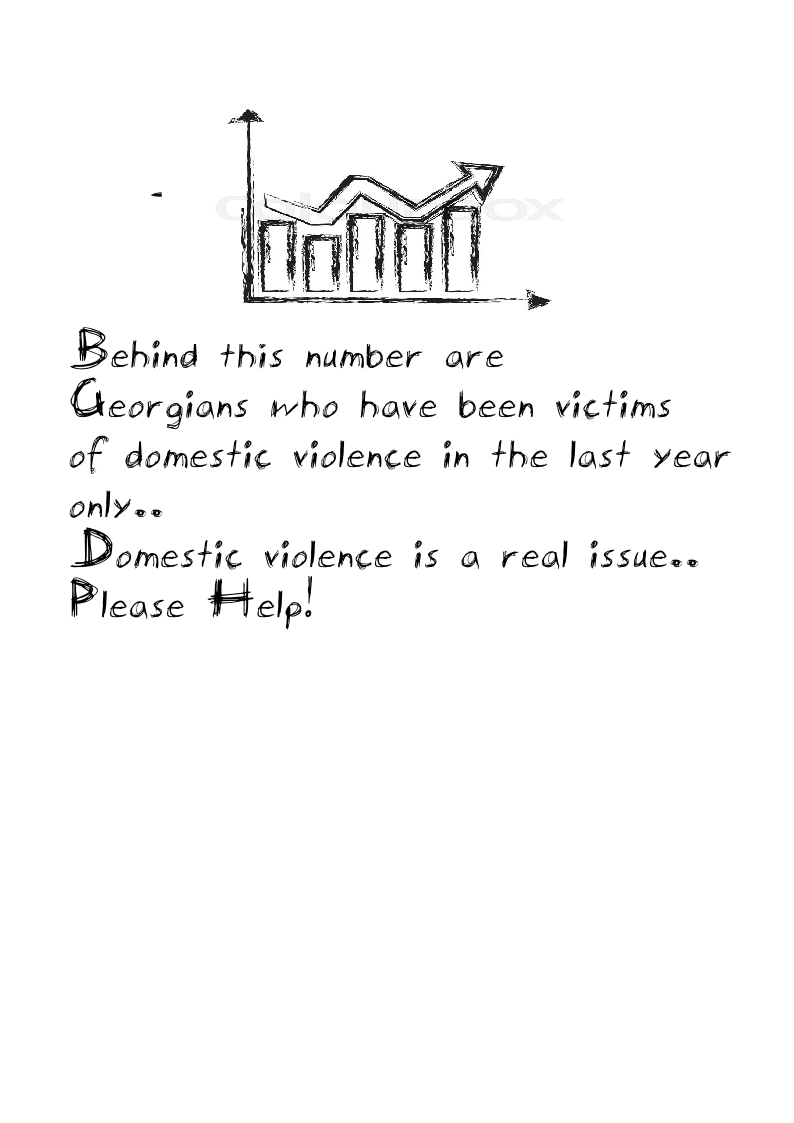 Behind this number are
Georgians who have been victims
of domestic violence in the last year
only..
Domestic violence is a real issue..
Please Help!